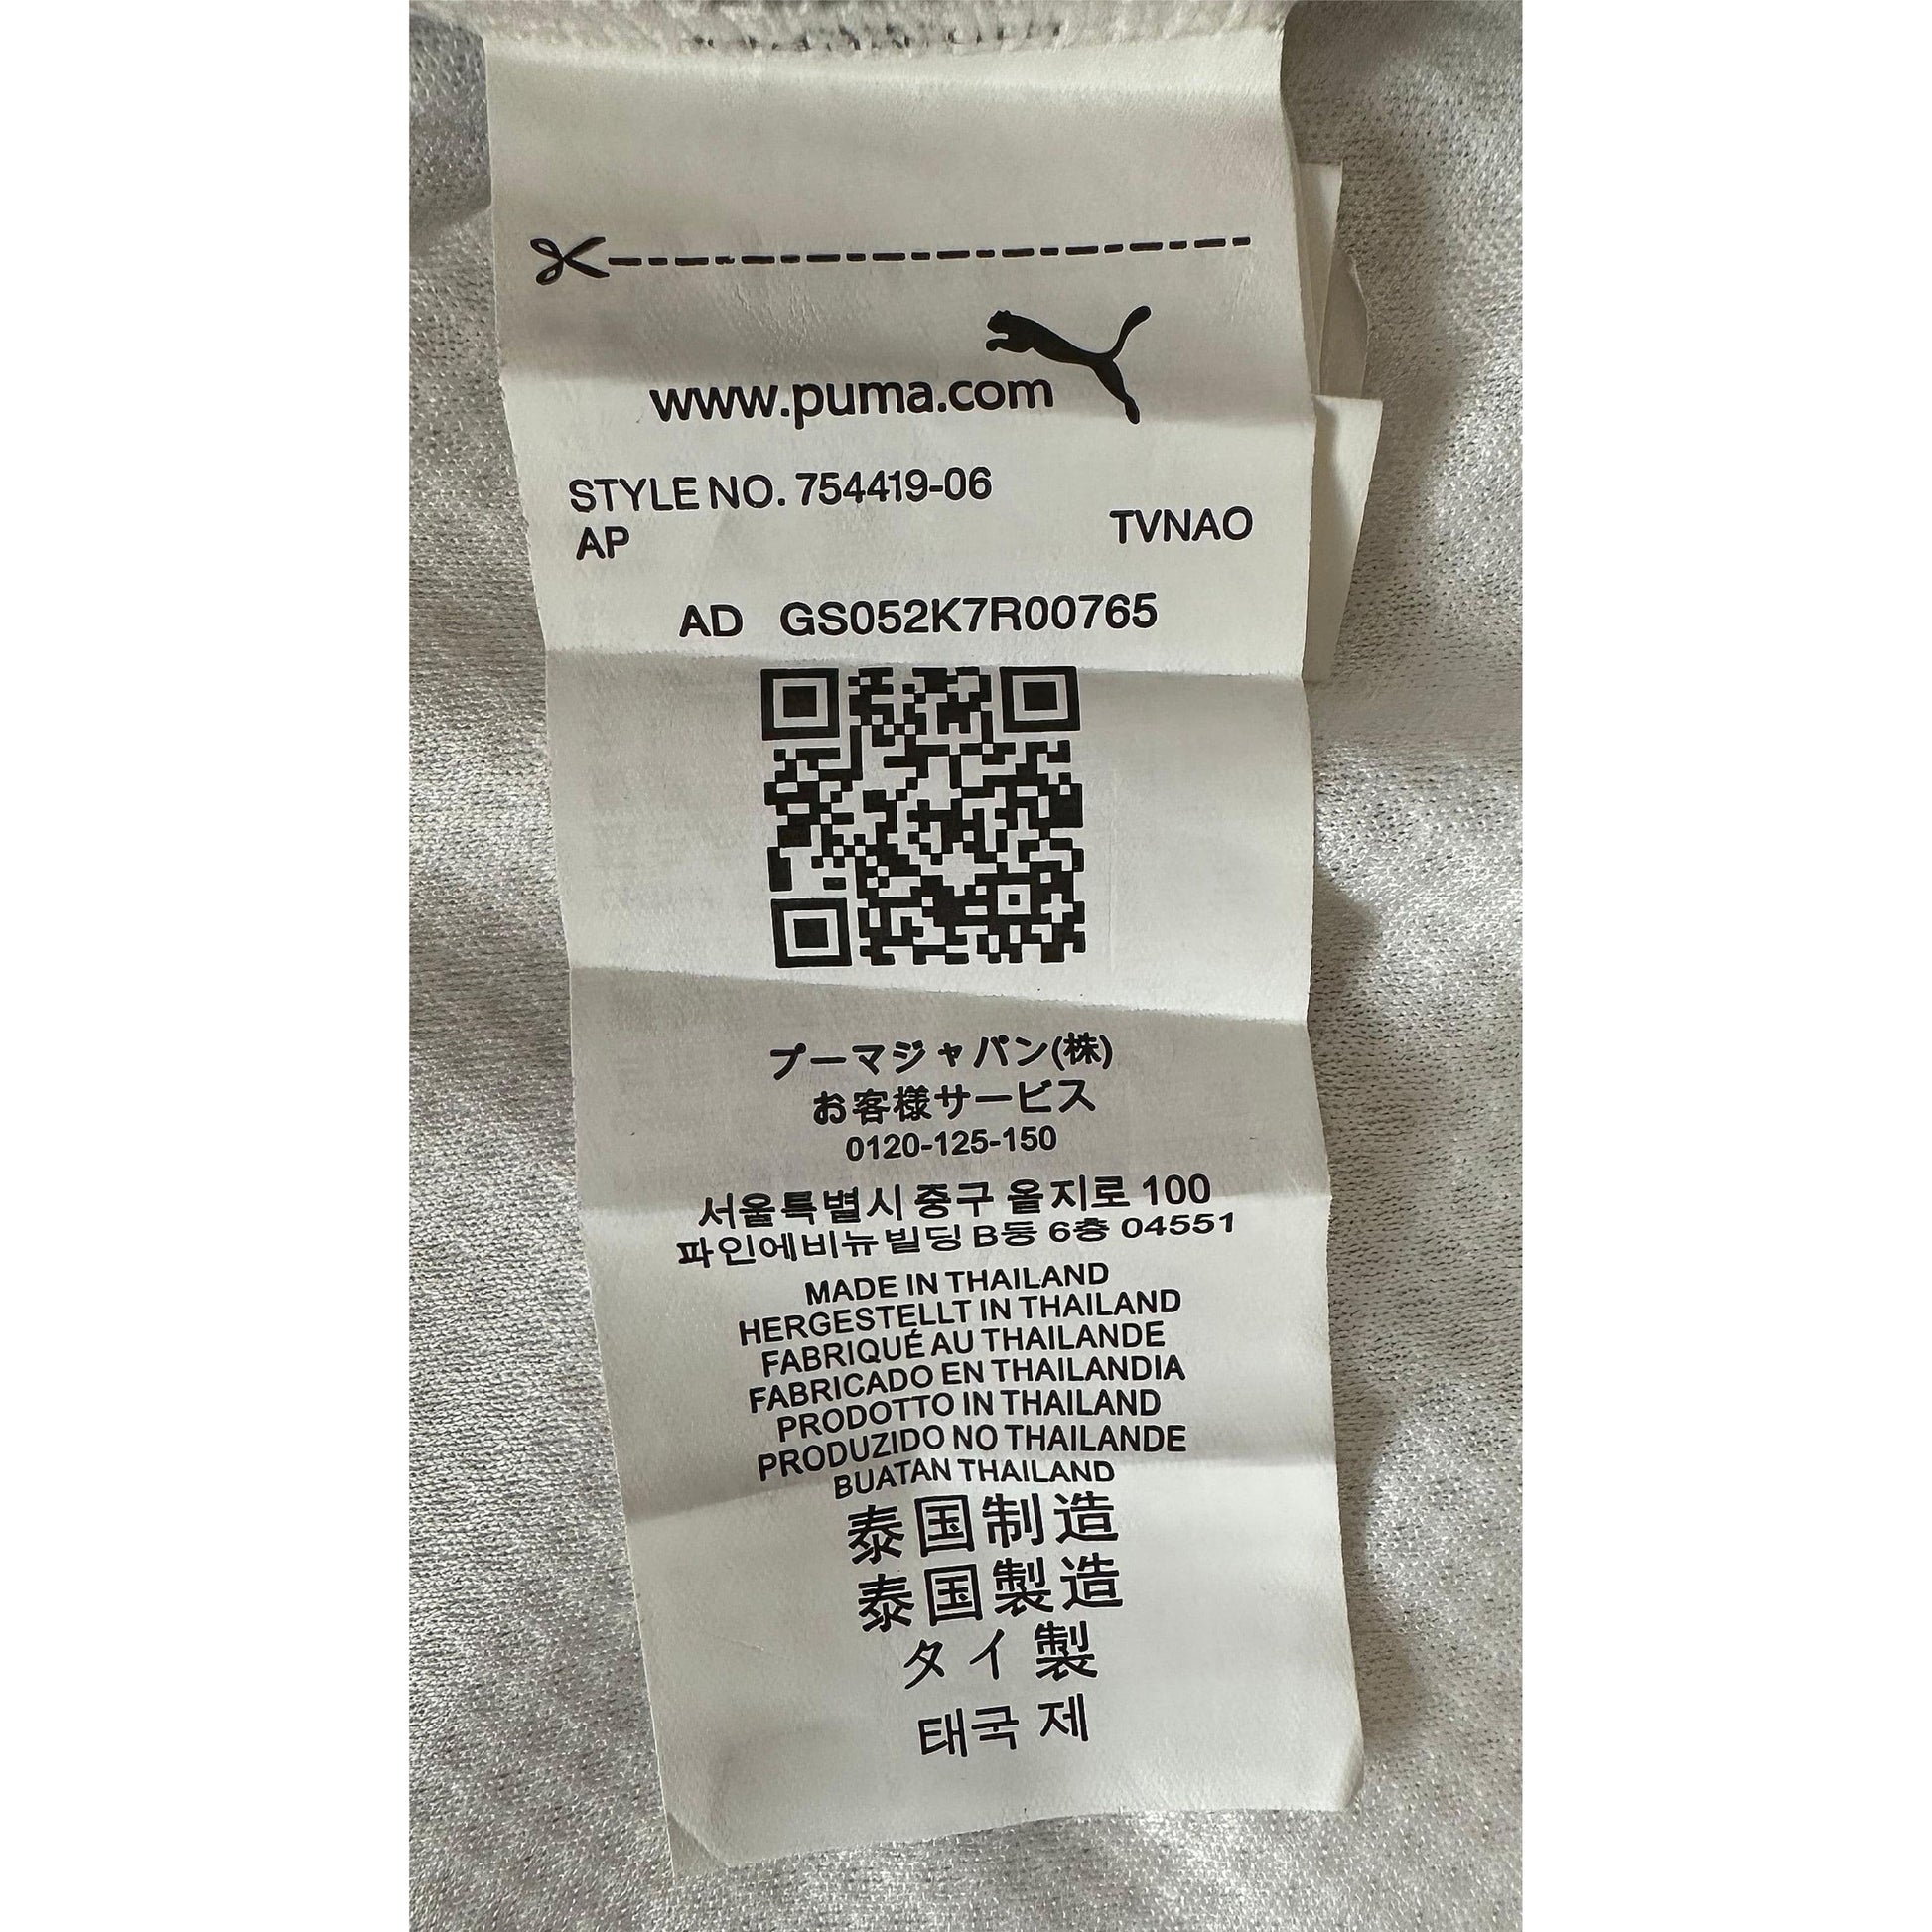 www.puma.com
STYLE NO. 754419-06
AP TVNAO
AD GS052K7R00765
プーマジャパン(株)
お客様サービス
0120-125-150
서울특별시 중구 을지로 100
파인에비뉴빌딩 B동 6층 04551
MADE IN THAILAND
HERGESTELLT IN THAILAND
FABRIQUÉ AU THAILANDE
FABRICADO EN THAILANDIA
PRODOTTO IN THAILAND
PRODUZIDO NO THAILANDE
BUATAN THAILAND
泰国制造
泰国製造
タイ製
태국 제